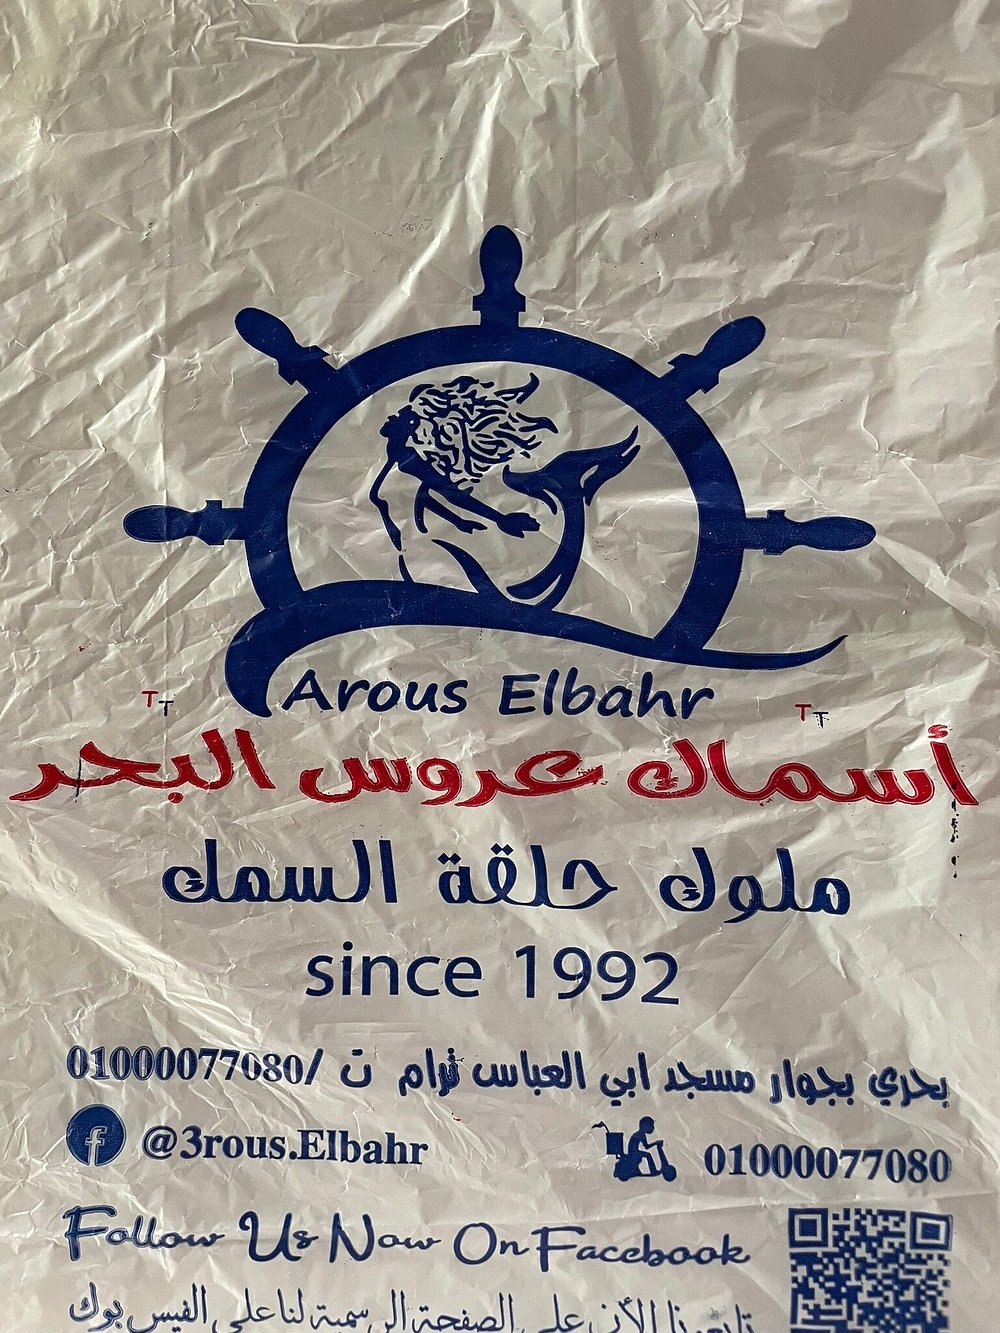 Arous Elbahr
T T T T
أسماك عروس البحر
ملوك حلقة السمك
since 1992
بحري بجوار مسجد ابي العباس ترام ت /01000077080
@3rous.Elbahr 01000077080
Follow Us Now On Facebook
تابعونا الأن على الصفحة الرسمية لنا على الفيس بوك